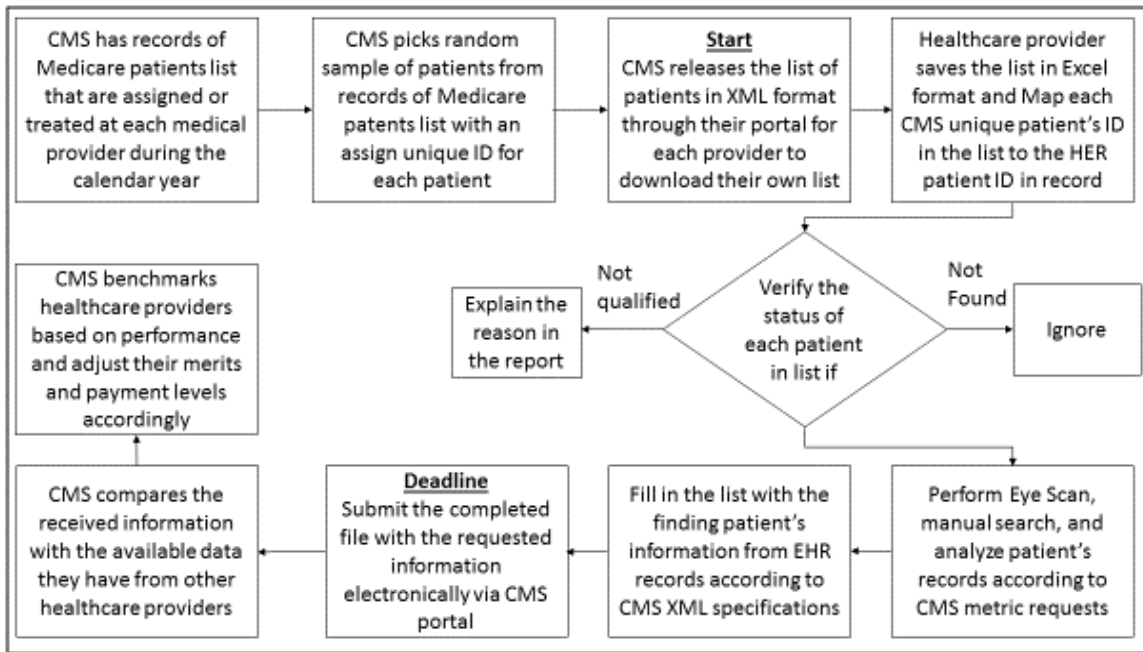 CMS has records of
Medicare patients list
that are assigned or
treated at each medical
provider during the
calendar year
CMS picks random
sample of patients from
records of Medicare
patents list with an
assign unique ID for
each patient
Start
CMS releases the list of
patients in XML format
through their portal for
each provider to
download their own list
Healthcare provider
saves the list in Excel
format and Map each
CMS unique patient's ID
in the list to the HER
patient ID in record
CMS benchmarks
healthcare providers
based on performance
and adjust their merits
and payment levels
accordingly
Explain the
reason in
the report
Not
qualified
Verify the
status of
each patient
in list if
Not
Found
Ignore
CMS compares the
received information
with the available data
they have from other
healthcare providers
Deadline
Submit the completed
file with the requested
information
electronically via CMS
portal
Fill in the list with the
finding patient's
information from EHR
records according to
CMS XML specifications
Perform Eye Scan,
manual search, and
analyze patient's
records according to
CMS metric requests